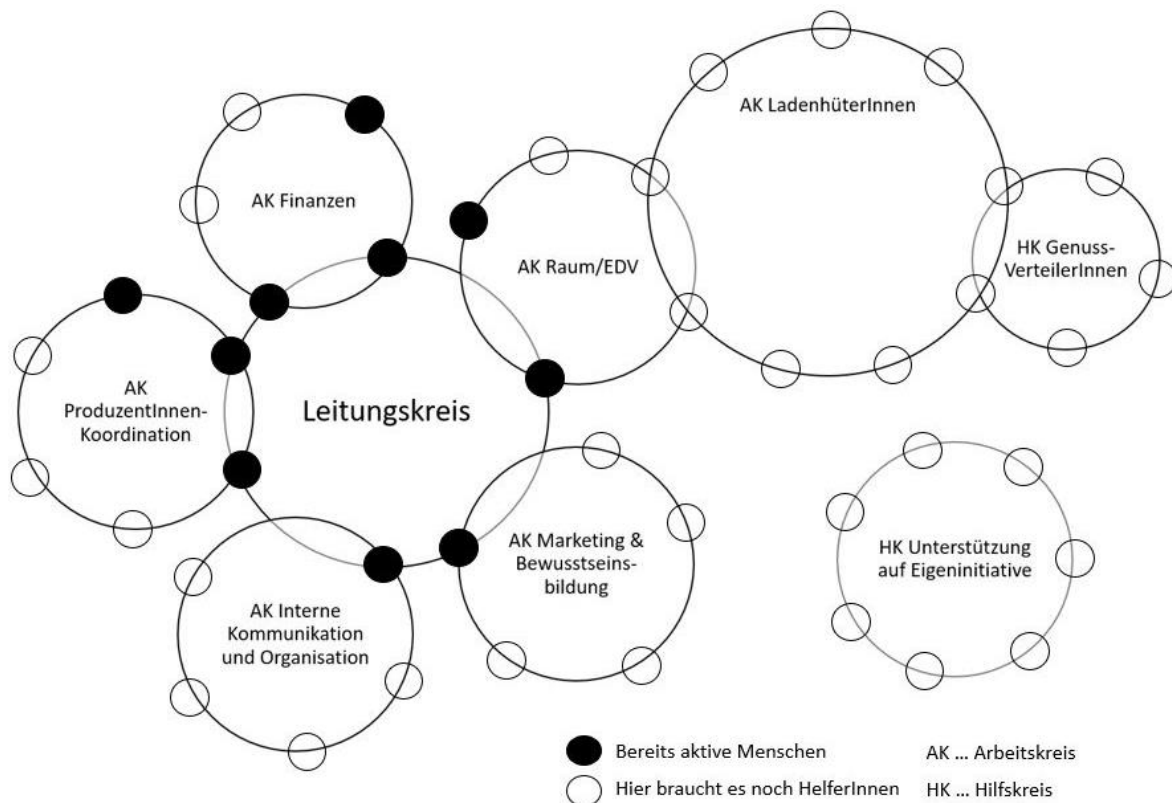 AK LadenhüterInnen
AK Finanzen
HK Genuss-
VerteilerInnen
AK Raum/EDV
AK
ProduzentInnen-
Koordination
Leitungskreis
AK Marketing &
Bewusstseins-
bildung
HK Unterstützung
auf Eigeninitiative
AK Interne
Kommunikation
und Organisation
Bereits aktive Menschen
AK ... Arbeitskreis
Hier braucht es noch HelferInnen
HK ... Hilfskreis